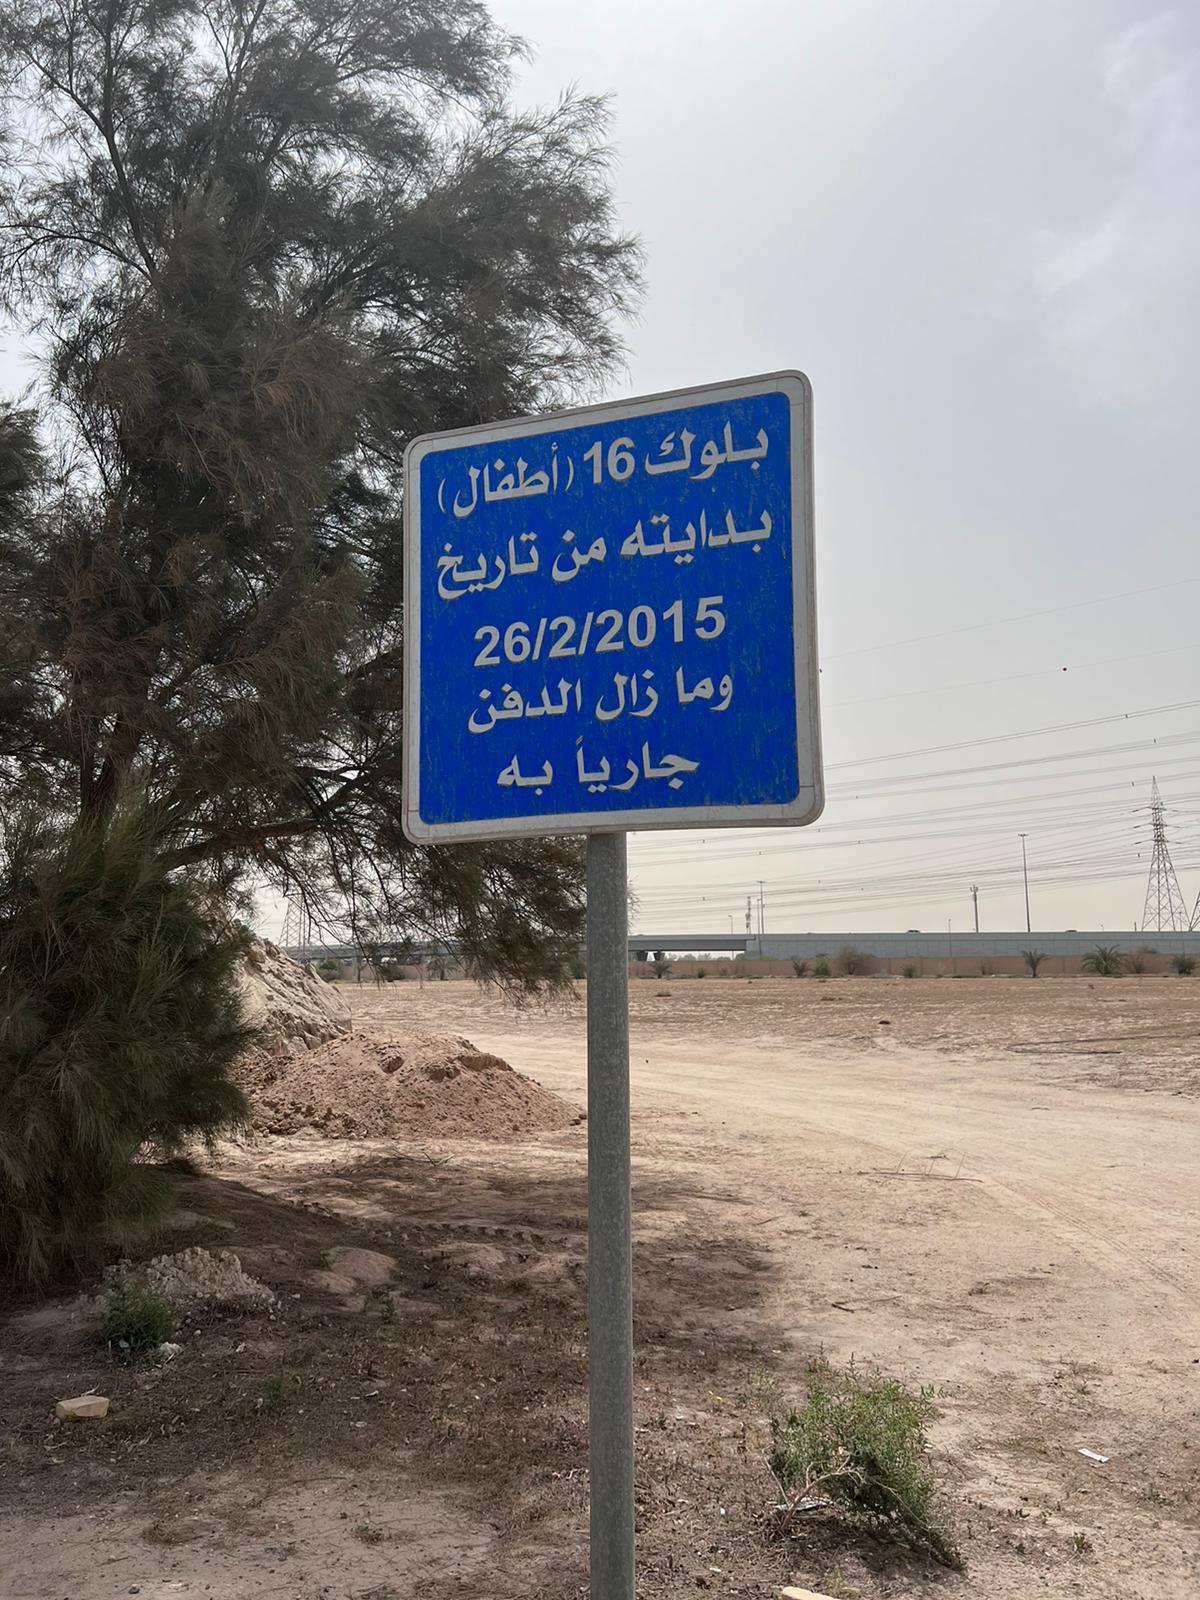 بلوك 16 (أطفال)
بدايته من تاريخ
26/2/2015
وما زال الدفن
جارياً به